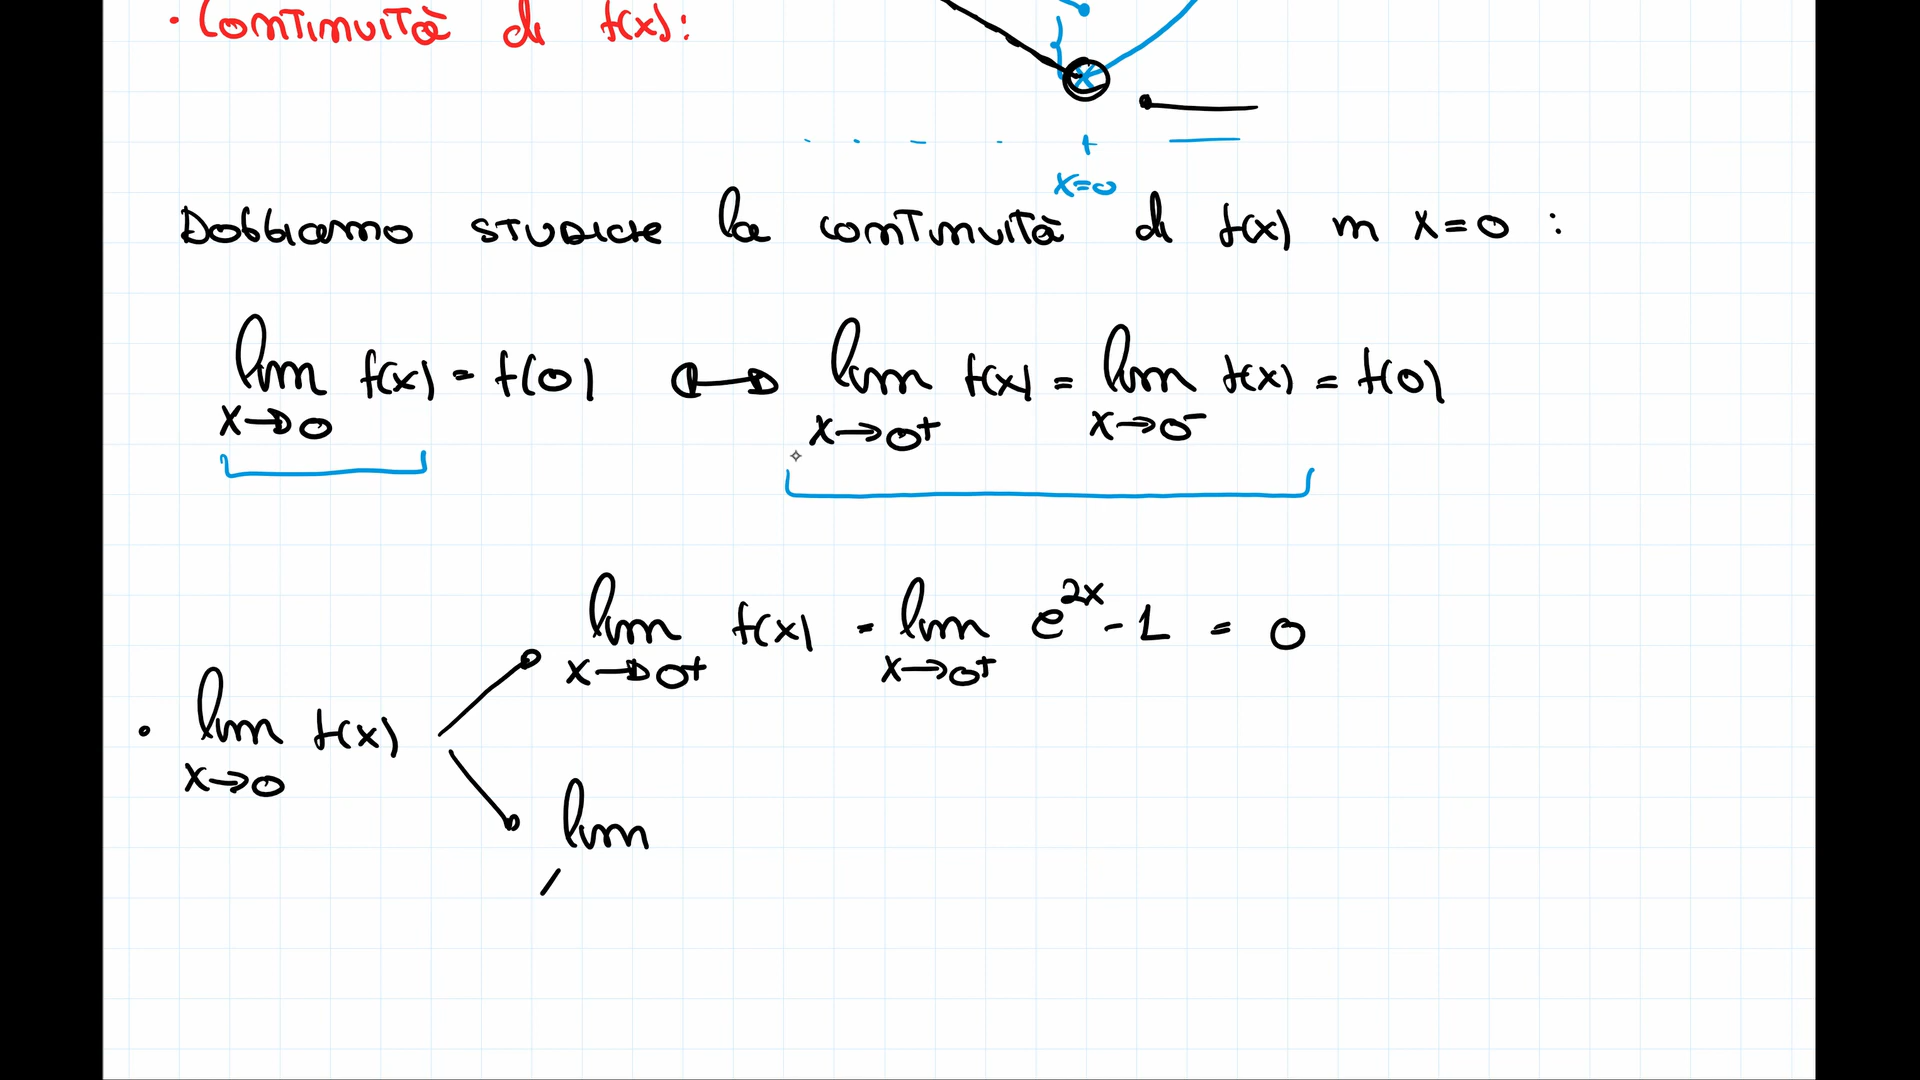 · Continuità di f(x):
x=0
Dobbiamo studiare la continuità di f(x) in x=0 :
lim f(x) = f(0) ⟷ lim f(x) = lim f(x) = f(0)
x→0 x→0⁺ x→0⁻
lim f(x) = lim e^2x - 1 = 0
x→0⁺ x→0⁺
· lim f(x)
x→0
lim